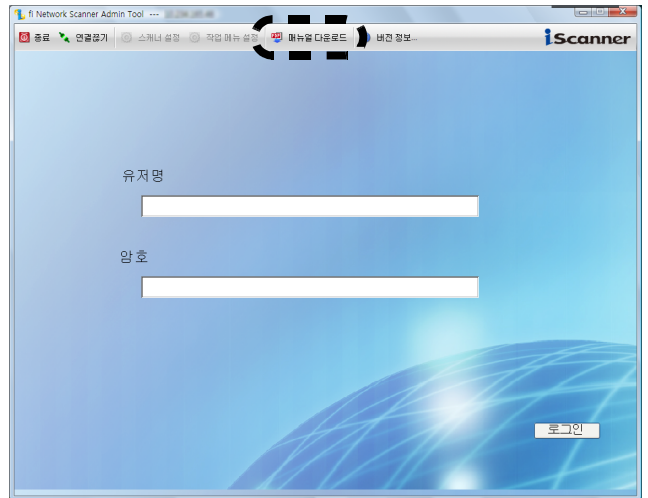 fi Network Scanner Admin Tool ---
종료 연결끊기 스캐너 설정 작업 메뉴 설정 매뉴얼 다운로드 버전 정보... iScanner
유저명
암호
로그인